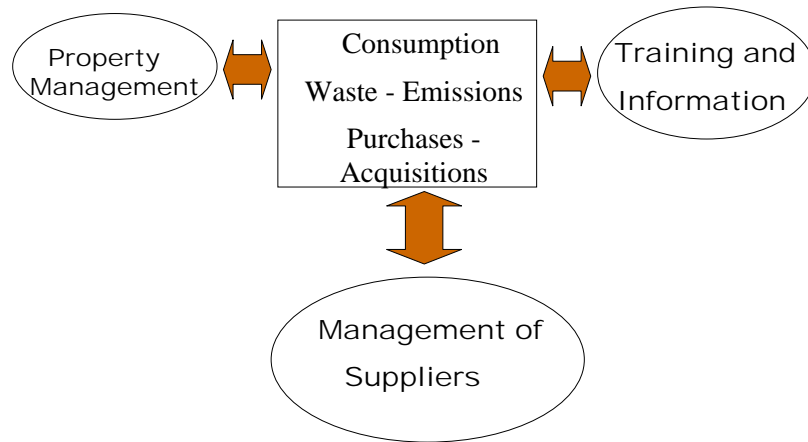 Property
Management
Consumption
Waste - Emissions
Purchases -
Acquisitions
Training and
Information
Management of
Suppliers